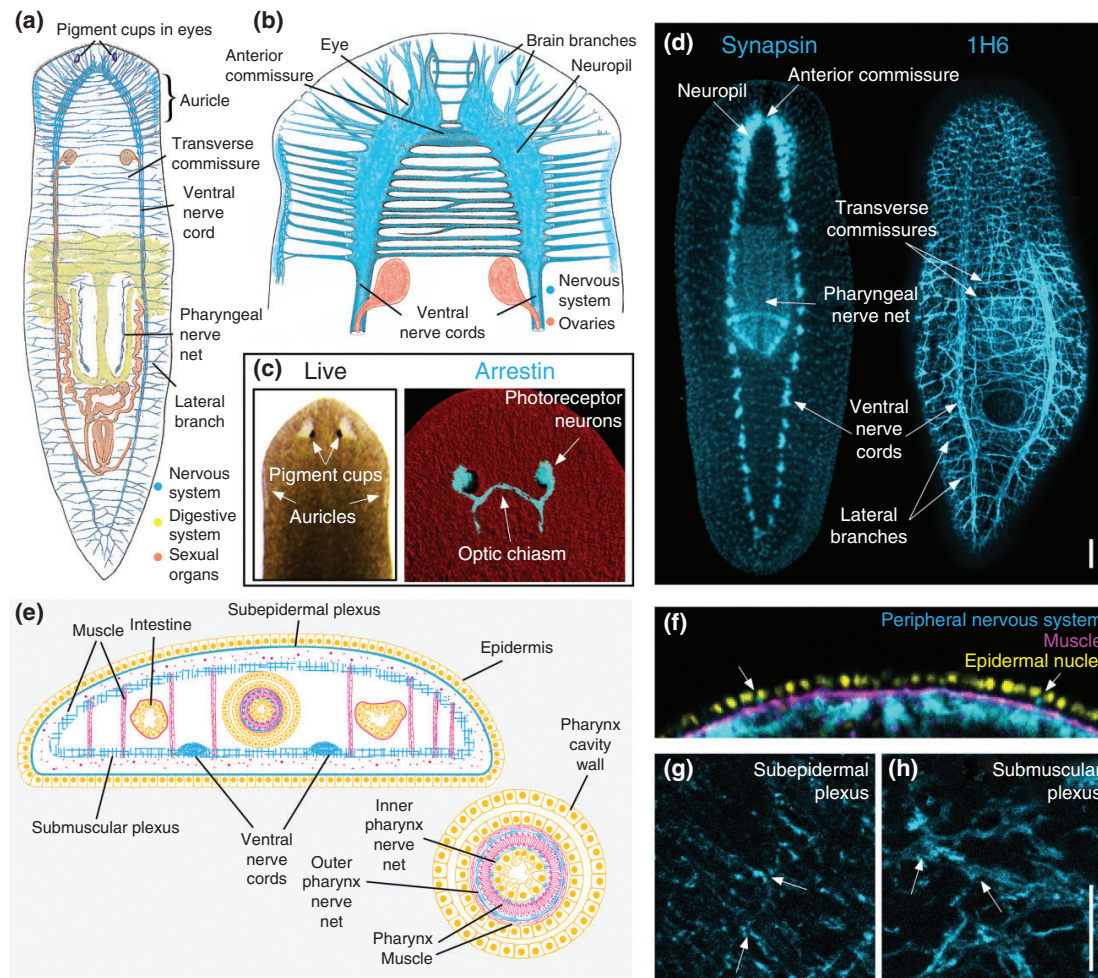 (a)
Pigment cups in eyes
Auricle
Transverse
commissure
Ventral
nerve
cord
Pharyngeal
nerve
net
Lateral
branch
Nervous
system
Digestive
system
Sexual
organs
(b)
Eye
Anterior
commissure
Brain branches
Neuropil
Ventral
nerve cords
Nervous
system
Ovaries
(c)
Live
Pigment cups
Auricles
Arrestin
Photoreceptor
neurons
Optic chiasm
(d)
Synapsin
1H6
Anterior commissure
Neuropil
Transverse
commissures
Pharyngeal
nerve net
Ventral
nerve
cords
Lateral
branches
(e)
Subepidermal plexus
Muscle
Intestine
Epidermis
Submuscular plexus
Ventral
nerve
cords
Pharynx
cavity
wall
Inner
pharynx
nerve
net
Outer
pharynx
nerve
net
Pharynx
Muscle
(f)
Peripheral nervous system
Muscle
Epidermal nuclei
(g)
Subepidermal
plexus
(h)
Submuscular
plexus